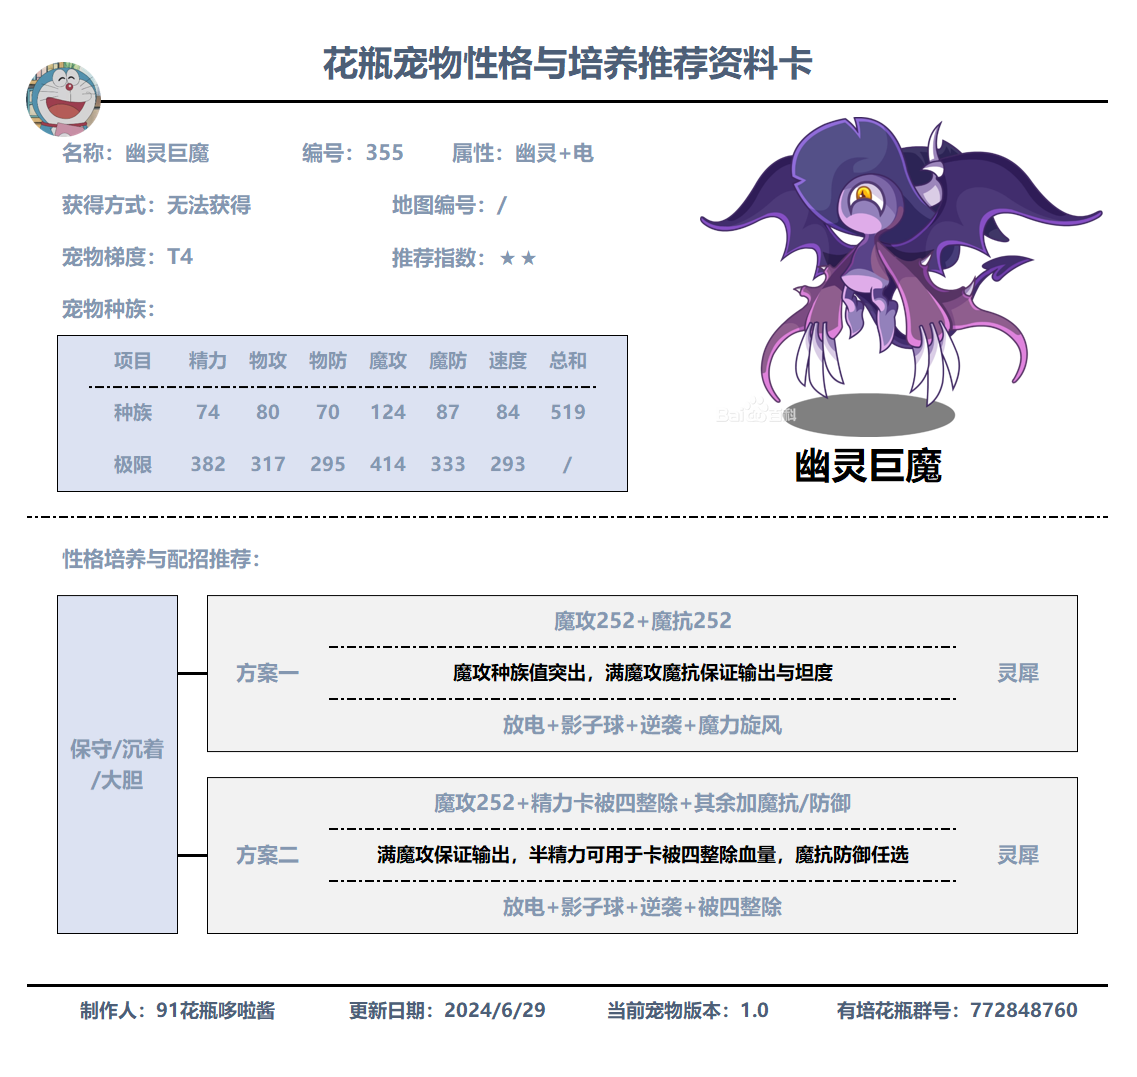 花瓶宠物性格与培养推荐资料卡
名称：幽灵巨魔 编号：355 属性：幽灵+电
获得方式：无法获得 地图编号：/
宠物梯度：T4 推荐指数：★★
宠物种族：
项目 精力 物攻 物防 魔攻 魔防 速度 总和
种族 74 80 70 124 87 84 519
极限 382 317 295 414 333 293 /
Baidu百科
幽灵巨魔
性格培养与配招推荐：
保守/沉着
/大胆
方案一
魔攻252+魔抗252
魔攻种族值突出，满魔攻魔抗保证输出与坦度
放电+影子球+逆袭+魔力旋风
灵犀
方案二
魔攻252+精力卡被四整除+其余加魔抗/防御
满魔攻保证输出，半精力可用于卡被四整除血量，魔抗防御任选
放电+影子球+逆袭+被四整除
灵犀
制作人：91花瓶哆啦酱 更新日期：2024/6/29 当前宠物版本：1.0 有培花瓶群号：772848760